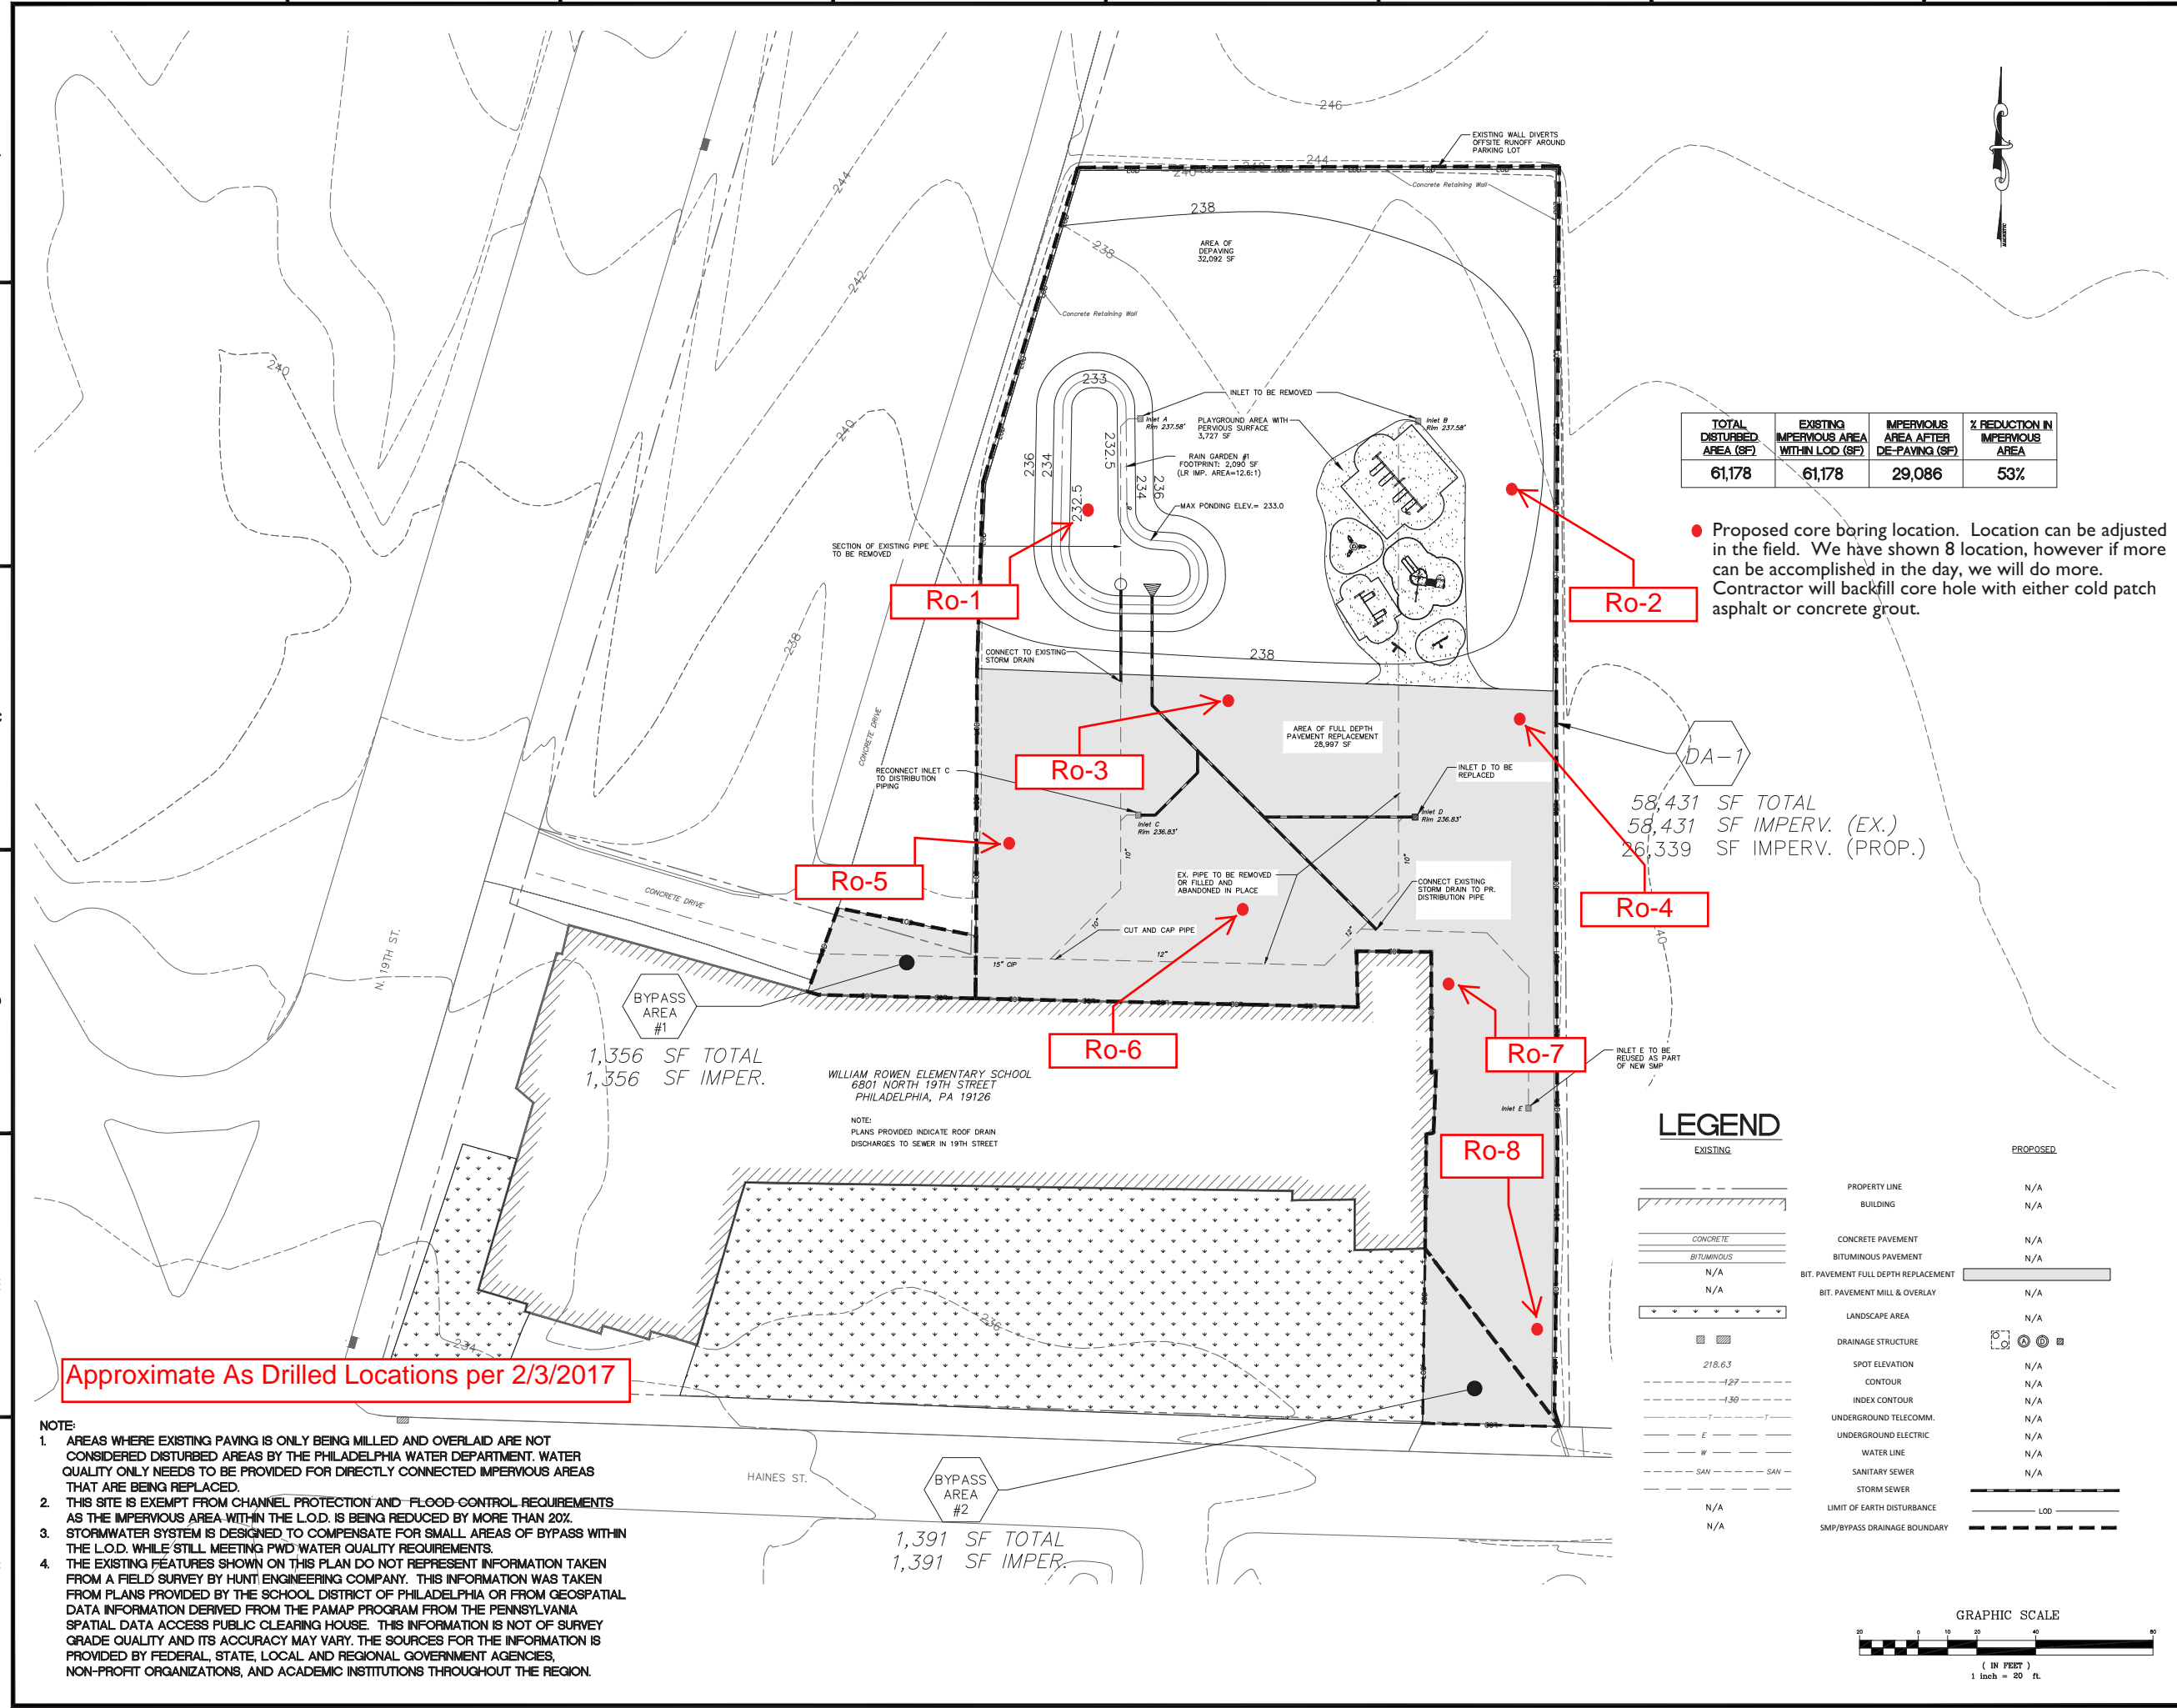 246
EXISTING WALL DIVERTS
OFFSITE RUNOFF AROUND
PARKING LOT
244
242
240
Concrete Retaining Wall
MAGNETIC
238
AREA OF
DEPAVING
32,092 SF
238
244
242
240
240
238
Concrete Retaining Wall
233
INLET TO BE REMOVED
Inlet A
Rim 237.58'
PLAYGROUND AREA WITH
PERVIOUS SURFACE
3,727 SF
Inlet B
Rim 237.58'
236
234
232.5
232.5
234
236
RAIN GARDEN #1
FOOTPRINT: 2,090 SF
(LR IMP. AREA=12.6:1)
MAX PONDING ELEV.= 233.0
SECTION OF EXISTING PIPE
TO BE REMOVED
TOTAL DISTURBED AREA (SF)
EXISTING IMPERVIOUS AREA WITHIN LOD (SF)
IMPERVIOUS AREA AFTER DE-PAVING (SF)
% REDUCTION IN IMPERVIOUS AREA
61,178 61,178 29,086 53%
Proposed core boring location. Location can be adjusted
in the field. We have shown 8 location, however if more
can be accomplished in the day, we will do more.
Contractor will backfill core hole with either cold patch
asphalt or concrete grout.
Ro-1
Ro-2
CONNECT TO EXISTING
STORM DRAIN
238
CONCRETE DRIVE
AREA OF FULL DEPTH
PAVEMENT REPLACEMENT
28,997 SF
Ro-3
RECONNECT INLET C
TO DISTRIBUTION
PIPING
INLET D TO BE
REPLACED
Inlet C
Rim 236.83'
Inlet D
Rim 236.83'
DA-1
58,431 SF TOTAL
58,431 SF IMPERV. (EX.)
26,339 SF IMPERV. (PROP.)
10"
10"
Ro-5
CONCRETE DRIVE
EX. PIPE TO BE REMOVED
OR FILLED AND
ABANDONED IN PLACE
CONNECT EXISTING
STORM DRAIN TO PR.
DISTRIBUTION PIPE
Ro-4
40
N. 19TH ST.
10"
CUT AND CAP PIPE
12"
12"
15" CIP
BYPASS
AREA
#1
1,356 SF TOTAL
1,356 SF IMPER.
Ro-6
Ro-7
INLET E TO BE
REUSED AS PART
OF NEW SMP
Inlet E
WILLIAM ROWEN ELEMENTARY SCHOOL
6801 NORTH 19TH STREET
PHILADELPHIA, PA 19126
NOTE:
PLANS PROVIDED INDICATE ROOF DRAIN
DISCHARGES TO SEWER IN 19TH STREET
Ro-8
236
234
Approximate As Drilled Locations per 2/3/2017
NOTE:
1. AREAS WHERE EXISTING PAVING IS ONLY BEING MILLED AND OVERLAID ARE NOT
CONSIDERED DISTURBED AREAS BY THE PHILADELPHIA WATER DEPARTMENT. WATER
QUALITY ONLY NEEDS TO BE PROVIDED FOR DIRECTLY CONNECTED IMPERVIOUS AREAS
THAT ARE BEING REPLACED.
2. THIS SITE IS EXEMPT FROM CHANNEL PROTECTION AND FLOOD CONTROL REQUIREMENTS
AS THE IMPERVIOUS AREA WITHIN THE L.O.D. IS BEING REDUCED BY MORE THAN 20%.
3. STORMWATER SYSTEM IS DESIGNED TO COMPENSATE FOR SMALL AREAS OF BYPASS WITHIN
THE L.O.D. WHILE STILL MEETING PWD WATER QUALITY REQUIREMENTS.
4. THE EXISTING FEATURES SHOWN ON THIS PLAN DO NOT REPRESENT INFORMATION TAKEN
FROM A FIELD SURVEY BY HUNT ENGINEERING COMPANY. THIS INFORMATION WAS TAKEN
FROM PLANS PROVIDED BY THE SCHOOL DISTRICT OF PHILADELPHIA OR FROM GEOSPATIAL
DATA INFORMATION DERIVED FROM THE PAMAP PROGRAM FROM THE PENNSYLVANIA
SPATIAL DATA ACCESS PUBLIC CLEARING HOUSE. THIS INFORMATION IS NOT OF SURVEY
GRADE QUALITY AND ITS ACCURACY MAY VARY. THE SOURCES FOR THE INFORMATION IS
PROVIDED BY FEDERAL, STATE, LOCAL AND REGIONAL GOVERNMENT AGENCIES,
NON-PROFIT ORGANIZATIONS, AND ACADEMIC INSTITUTIONS THROUGHOUT THE REGION.
HAINES ST.
BYPASS
AREA
#2
1,391 SF TOTAL
1,391 SF IMPER.
LEGEND
EXISTING PROPOSED
PROPERTY LINE N/A
BUILDING N/A
CONCRETE CONCRETE PAVEMENT N/A
BITUMINOUS BITUMINOUS PAVEMENT N/A
N/A BIT. PAVEMENT FULL DEPTH REPLACEMENT
N/A BIT. PAVEMENT MILL & OVERLAY N/A
LANDSCAPE AREA N/A
DRAINAGE STRUCTURE
218.63 SPOT ELEVATION N/A
127 CONTOUR N/A
130 INDEX CONTOUR N/A
T T UNDERGROUND TELECOMM. N/A
E UNDERGROUND ELECTRIC N/A
W WATER LINE N/A
SAN SAN SANITARY SEWER N/A
STORM SEWER
N/A LIMIT OF EARTH DISTURBANCE LOD
N/A SMP/BYPASS DRAINAGE BOUNDARY
GRAPHIC SCALE
20 0 10 20 40 80
( IN FEET )
1 inch = 20 ft.